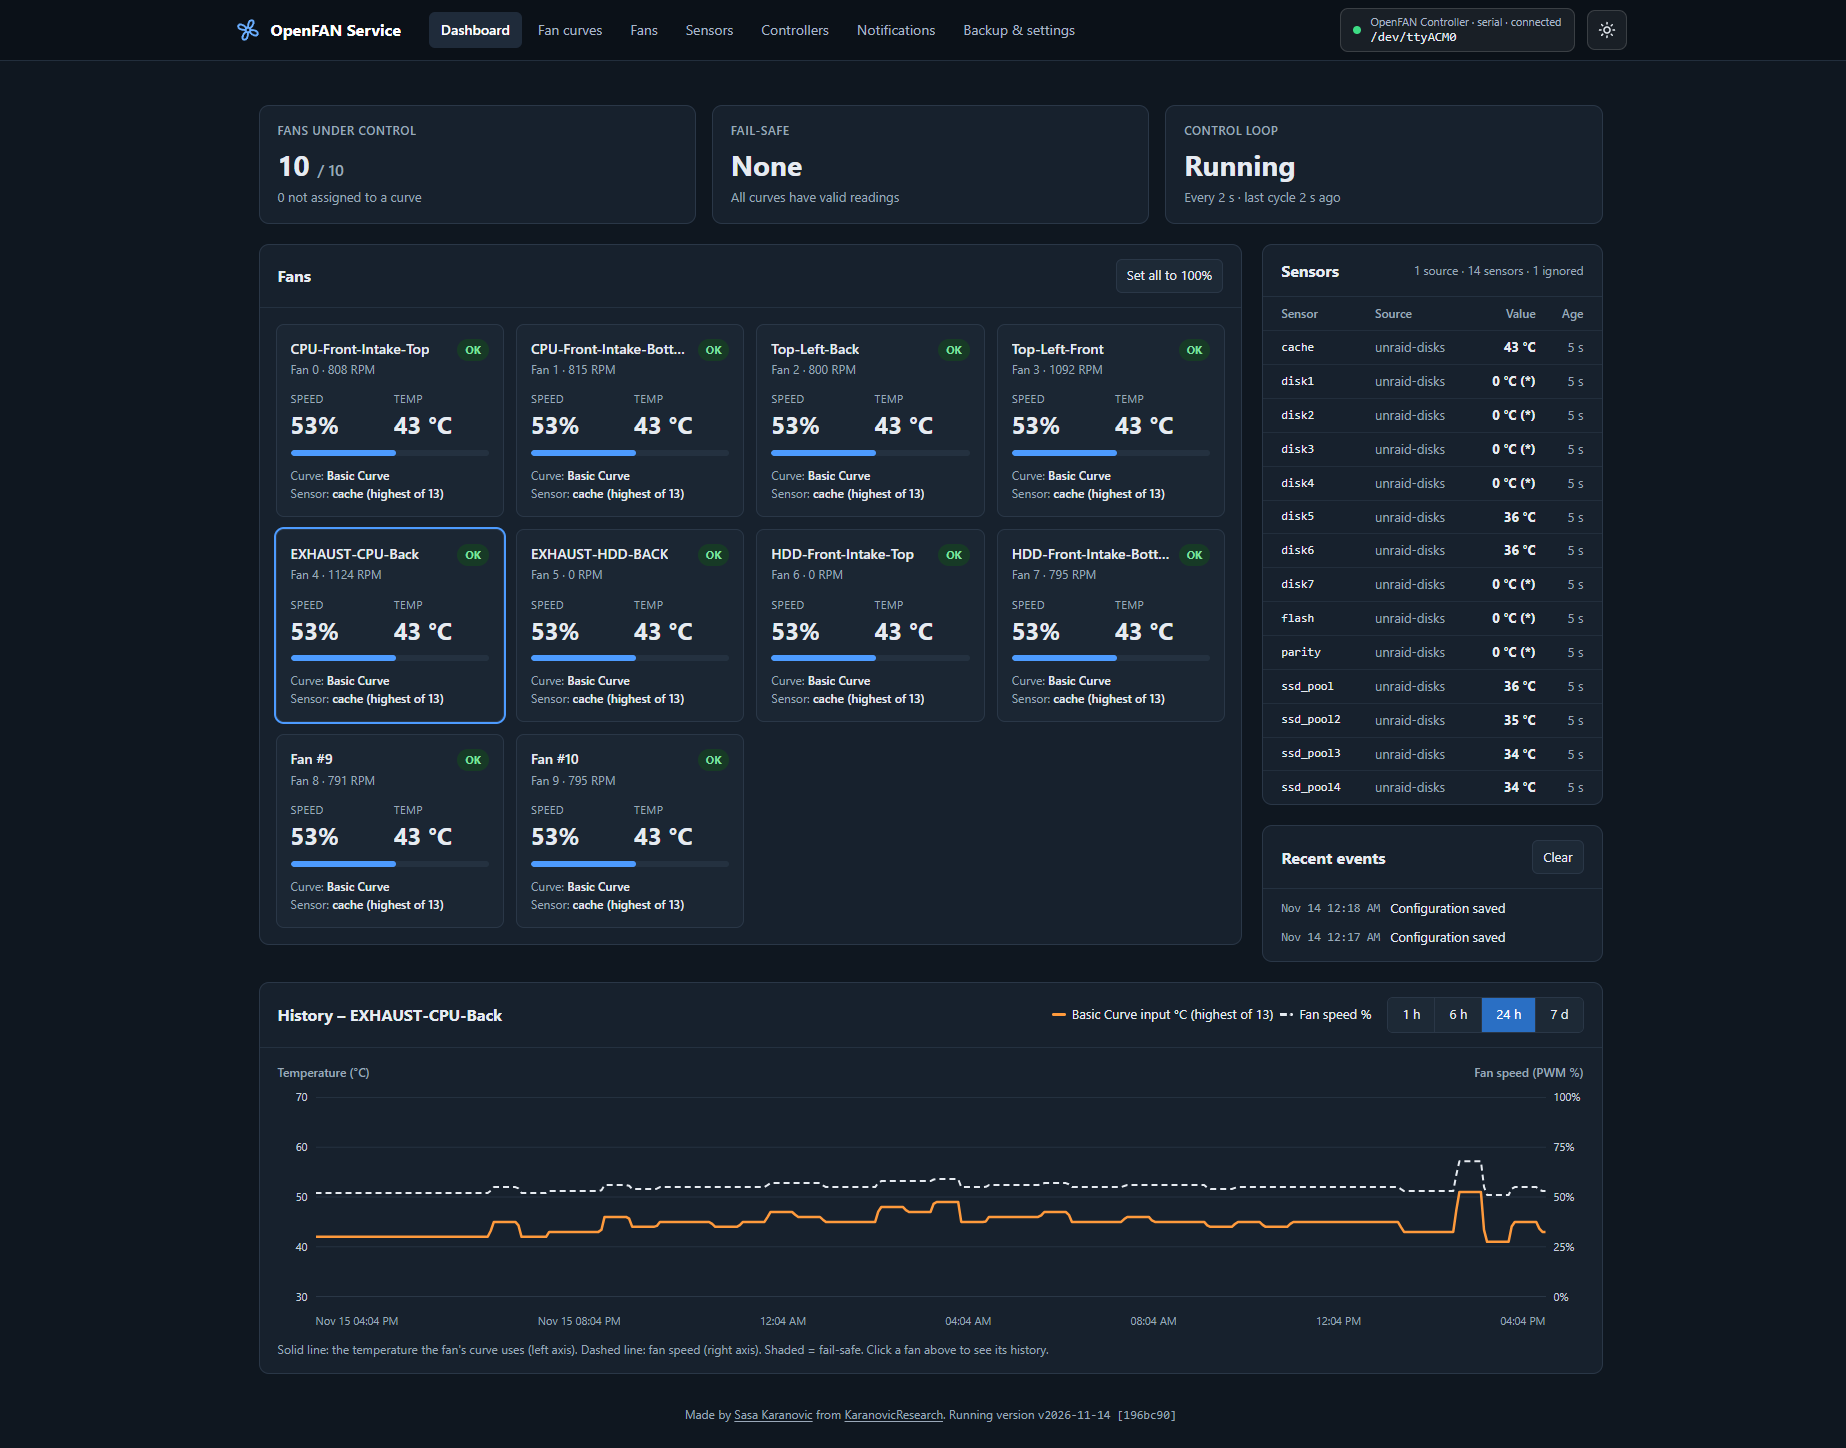 OpenFAN Service
Dashboard
Fan curves
Fans
Sensors
Controllers
Notifications
Backup & settings
OpenFAN Controller · serial · connected
/dev/ttyACM0
FANS UNDER CONTROL
10 / 10
0 not assigned to a curve
FAIL-SAFE
None
All curves have valid readings
CONTROL LOOP
Running
Every 2 s · last cycle 2 s ago
Fans
Set all to 100%
CPU-Front-Intake-Top OK
Fan 0 · 808 RPM
SPEED TEMP
53% 43 °C
Curve: Basic Curve
Sensor: cache (highest of 13)
CPU-Front-Intake-Bott... OK
Fan 1 · 815 RPM
SPEED TEMP
53% 43 °C
Curve: Basic Curve
Sensor: cache (highest of 13)
Top-Left-Back OK
Fan 2 · 800 RPM
SPEED TEMP
53% 43 °C
Curve: Basic Curve
Sensor: cache (highest of 13)
Top-Left-Front OK
Fan 3 · 1092 RPM
SPEED TEMP
53% 43 °C
Curve: Basic Curve
Sensor: cache (highest of 13)
EXHAUST-CPU-Back OK
Fan 4 · 1124 RPM
SPEED TEMP
53% 43 °C
Curve: Basic Curve
Sensor: cache (highest of 13)
EXHAUST-HDD-BACK OK
Fan 5 · 0 RPM
SPEED TEMP
53% 43 °C
Curve: Basic Curve
Sensor: cache (highest of 13)
HDD-Front-Intake-Top OK
Fan 6 · 0 RPM
SPEED TEMP
53% 43 °C
Curve: Basic Curve
Sensor: cache (highest of 13)
HDD-Front-Intake-Bott... OK
Fan 7 · 795 RPM
SPEED TEMP
53% 43 °C
Curve: Basic Curve
Sensor: cache (highest of 13)
Fan #9 OK
Fan 8 · 791 RPM
SPEED TEMP
53% 43 °C
Curve: Basic Curve
Sensor: cache (highest of 13)
Fan #10 OK
Fan 9 · 795 RPM
SPEED TEMP
53% 43 °C
Curve: Basic Curve
Sensor: cache (highest of 13)
Sensors 1 source · 14 sensors · 1 ignored
Sensor Source Value Age
cache unraid-disks 43 °C 5 s
disk1 unraid-disks 0 °C (*) 5 s
disk2 unraid-disks 0 °C (*) 5 s
disk3 unraid-disks 0 °C (*) 5 s
disk4 unraid-disks 0 °C (*) 5 s
disk5 unraid-disks 36 °C 5 s
disk6 unraid-disks 36 °C 5 s
disk7 unraid-disks 0 °C (*) 5 s
flash unraid-disks 0 °C (*) 5 s
parity unraid-disks 0 °C (*) 5 s
ssd_pool unraid-disks 36 °C 5 s
ssd_pool2 unraid-disks 35 °C 5 s
ssd_pool3 unraid-disks 34 °C 5 s
ssd_pool4 unraid-disks 34 °C 5 s
Recent events Clear
Nov 14 12:18 AM Configuration saved
Nov 14 12:17 AM Configuration saved
History – EXHAUST-CPU-Back
Basic Curve input °C (highest of 13) Fan speed %
1 h 6 h 24 h 7 d
Temperature (°C) Fan speed (PWM %)
70 100%
60 75%
50 50%
40 25%
30 0%
Nov 15 04:04 PM Nov 15 08:04 PM 12:04 AM 04:04 AM 08:04 AM 12:04 PM 04:04 PM
Solid line: the temperature the fan's curve uses (left axis). Dashed line: fan speed (right axis). Shaded = fail-safe. Click a fan above to see its history.
Made by Sasa Karanovic from KaranovicResearch. Running version v2026-11-14 [196bc90]